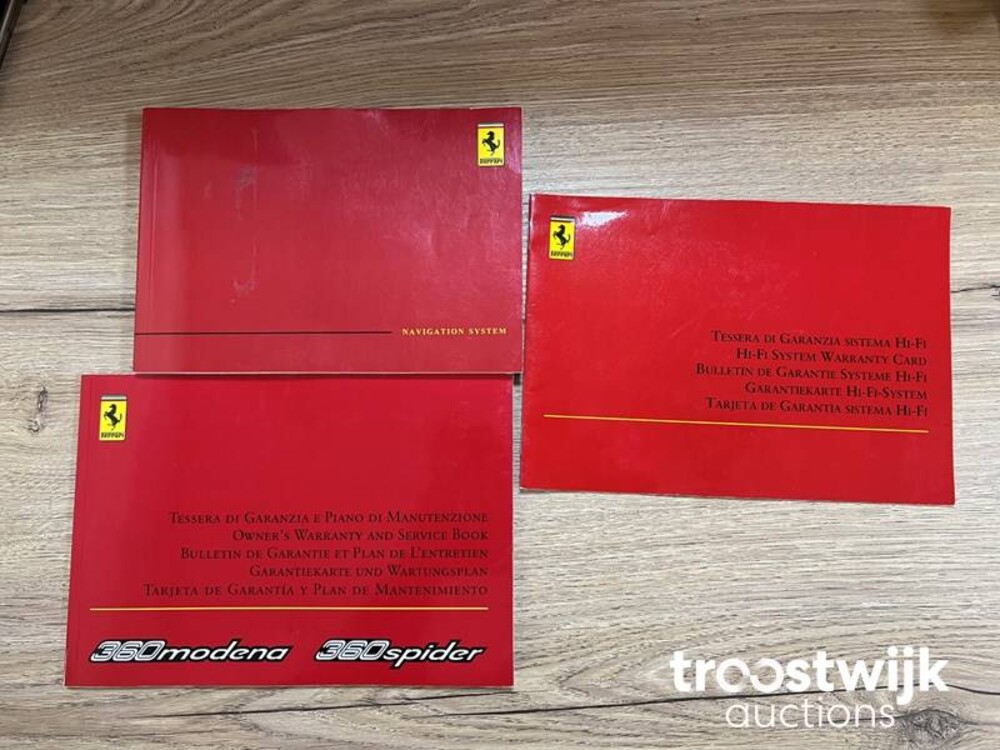 Ferrari
NAVIGATION SYSTEM
Ferrari
TESSERA DI GARANZIA SISTEMA HI-FI
HI-FI SYSTEM WARRANTY CARD
BULLETIN DE GARANTIE SYSTEME HI-FI
GARANTIEKARTE HI-FI-SYSTEM
TARJETA DE GARANTIA SISTEMA HI-FI
Ferrari
TESSERA DI GARANZIA E PIANO DI MANUTENZIONE
OWNER'S WARRANTY AND SERVICE BOOK
BULLETIN DE GARANTIE ET PLAN DE L'ENTRETIEN
GARANTIEKARTE UND WARTUNGSPLAN
TARJETA DE GARANTÍA Y PLAN DE MANTENIMIENTO
360modena 360spider
troostwijk
auctions